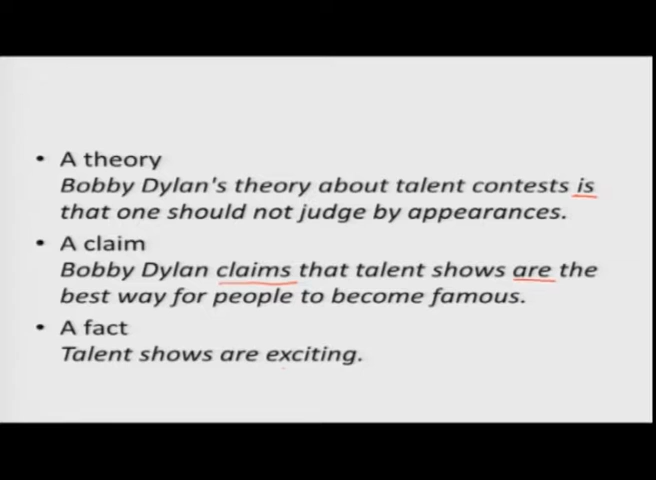 • A theory
Bobby Dylan's theory about talent contests is
that one should not judge by appearances.
• A claim
Bobby Dylan claims that talent shows are the
best way for people to become famous.
• A fact
Talent shows are exciting.